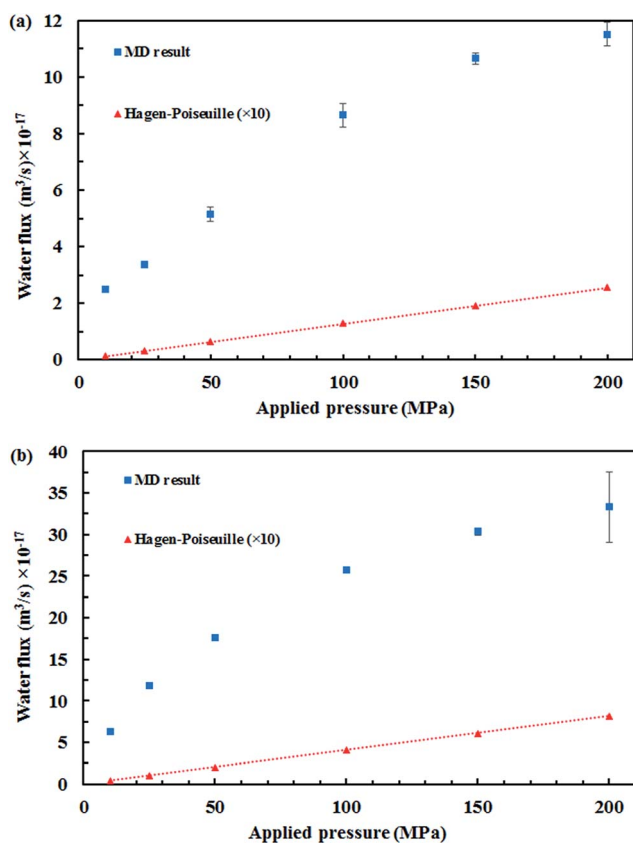 (a)
12
10
8
6
4
2
0
Water flux (m³/s)×10⁻¹⁷
MD result
Hagen-Poiseuille (×10)
0 50 100 150 200
Applied pressure (MPa)
(b)
40
35
30
25
20
15
10
5
0
Water flux (m³/s) ×10⁻¹⁷
MD result
Hagen-Poiseuille (×10)
0 50 100 150 200
Applied pressure (MPa)